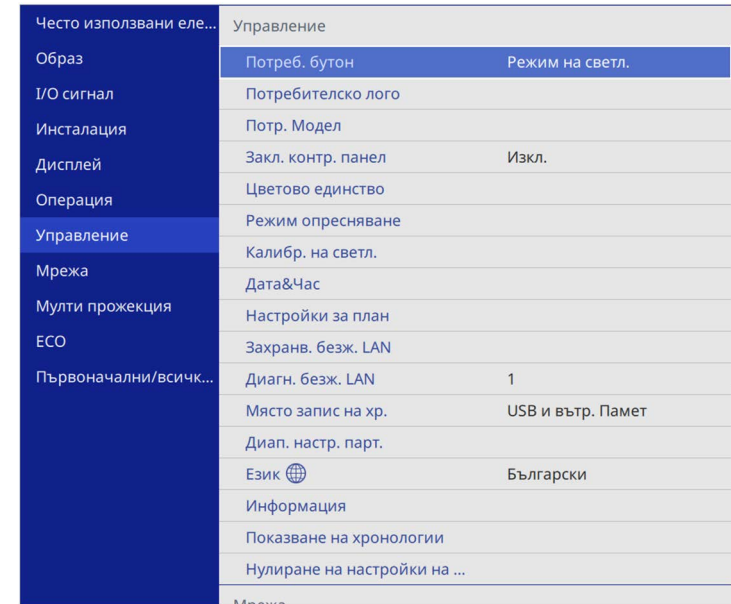 Често използвани еле...
Образ
I/O сигнал
Инсталация
Дисплей
Операция
Управление
Мрежа
Мулти прожекция
ECO
Първоначални/всичк...
Управление
Потреб. бутон Режим на светл.
Потребителско лого
Потр. Модел
Закл. контр. панел Изкл.
Цветово единство
Режим опресняване
Калибр. на светл.
Дата&Час
Настройки за план
Захранв. безж. LAN
Диагн. безж. LAN 1
Място запис на хр. USB и вътр. Памет
Диап. настр. парт.
Език Български
Информация
Показване на хронологии
Нулиране на настройки на ...
Мрежа